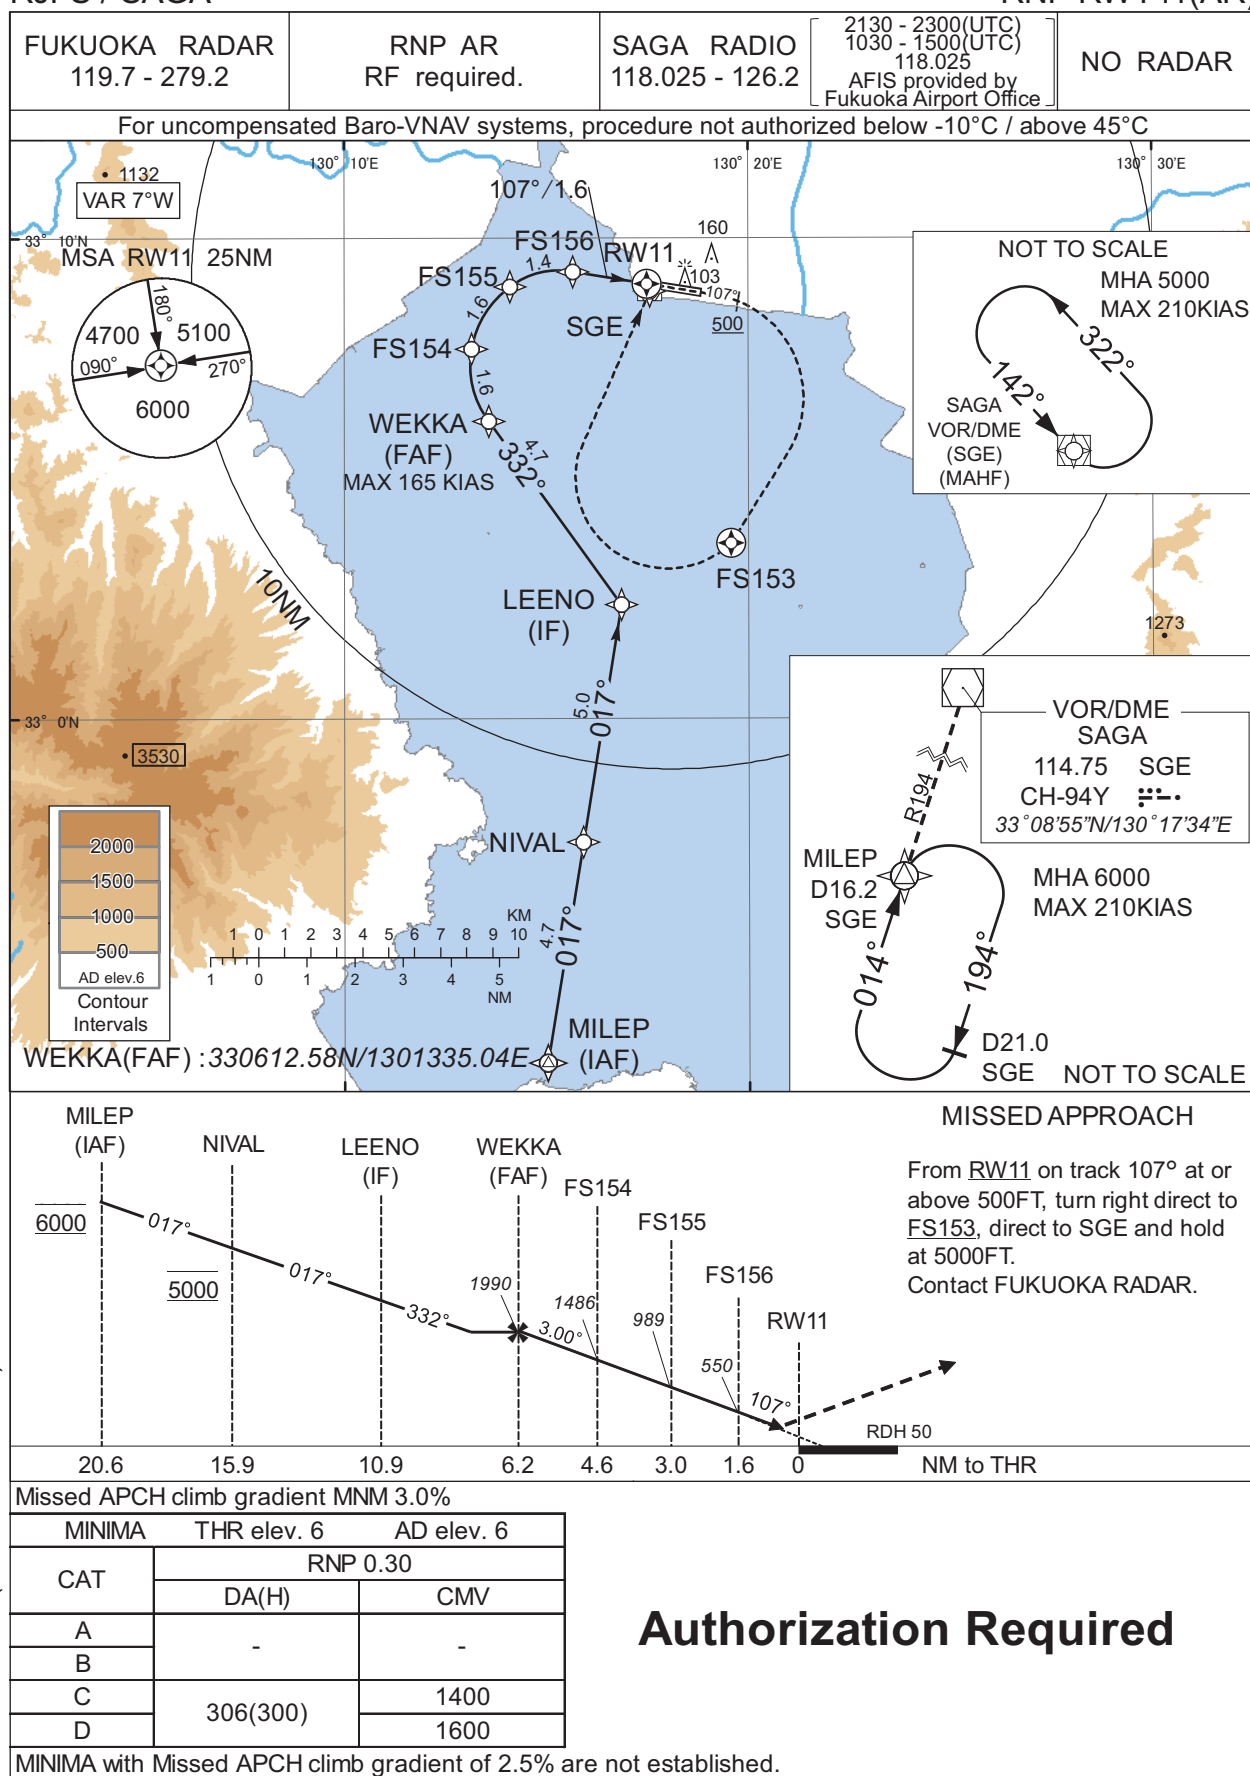 FUKUOKA RADAR
119.7 - 279.2
RNP AR
RF required.
SAGA RADIO
118.025 - 126.2
2130 - 2300(UTC)
1030 - 1500(UTC)
118.025
AFIS provided by
Fukuoka Airport Office
NO RADAR
For uncompensated Baro-VNAV systems, procedure not authorized below -10°C / above 45°C
130° 10'E
130° 20'E
130° 30'E
1132
VAR 7°W
33° 10'N
MSA RW11 25NM
180°
4700
5100
090°
270°
6000
107°/1.6
FS156
RW11
160
1.4
FS155
103
107°
500
1.6
SGE
FS154
1.6
WEKKA
(FAF)
MAX 165 KIAS
4.7
332°
FS153
10NM
LEENO
(IF)
NOT TO SCALE
MHA 5000
MAX 210KIAS
322°
142°
SAGA
VOR/DME
(SGE)
(MAHF)
1273
5.0
017°
33° 0'N
3530
NIVAL
2000
1500
1000
500
AD elev.6
Contour
Intervals
KM
1 0 1 2 3 4 5 6 7 8 9 10
1 0 1 2 3 4 5
NM
4.7
017°
MILEP
(IAF)
WEKKA(FAF) : 330612.58N/1301335.04E
VOR/DME
SAGA
114.75 SGE
CH-94Y
33°08'55"N/130°17'34"E
R194
MILEP
D16.2
SGE
MHA 6000
MAX 210KIAS
014°
194°
D21.0
SGE
NOT TO SCALE
MILEP
(IAF)
NIVAL
LEENO
(IF)
WEKKA
(FAF)
FS154
FS155
FS156
RW11
6000
017°
5000
017°
332°
1990
3.00°
1486
989
550
107°
RDH 50
20.6 15.9 10.9 6.2 4.6 3.0 1.6 0 NM to THR
MISSED APPROACH
From RW11 on track 107° at or
above 500FT, turn right direct to
FS153, direct to SGE and hold
at 5000FT.
Contact FUKUOKA RADAR.
Missed APCH climb gradient MNM 3.0%
MINIMA THR elev. 6 AD elev. 6
CAT
RNP 0.30
DA(H) CMV
A
B
- -
C
D
306(300)
1400
1600
Authorization Required
MINIMA with Missed APCH climb gradient of 2.5% are not established.